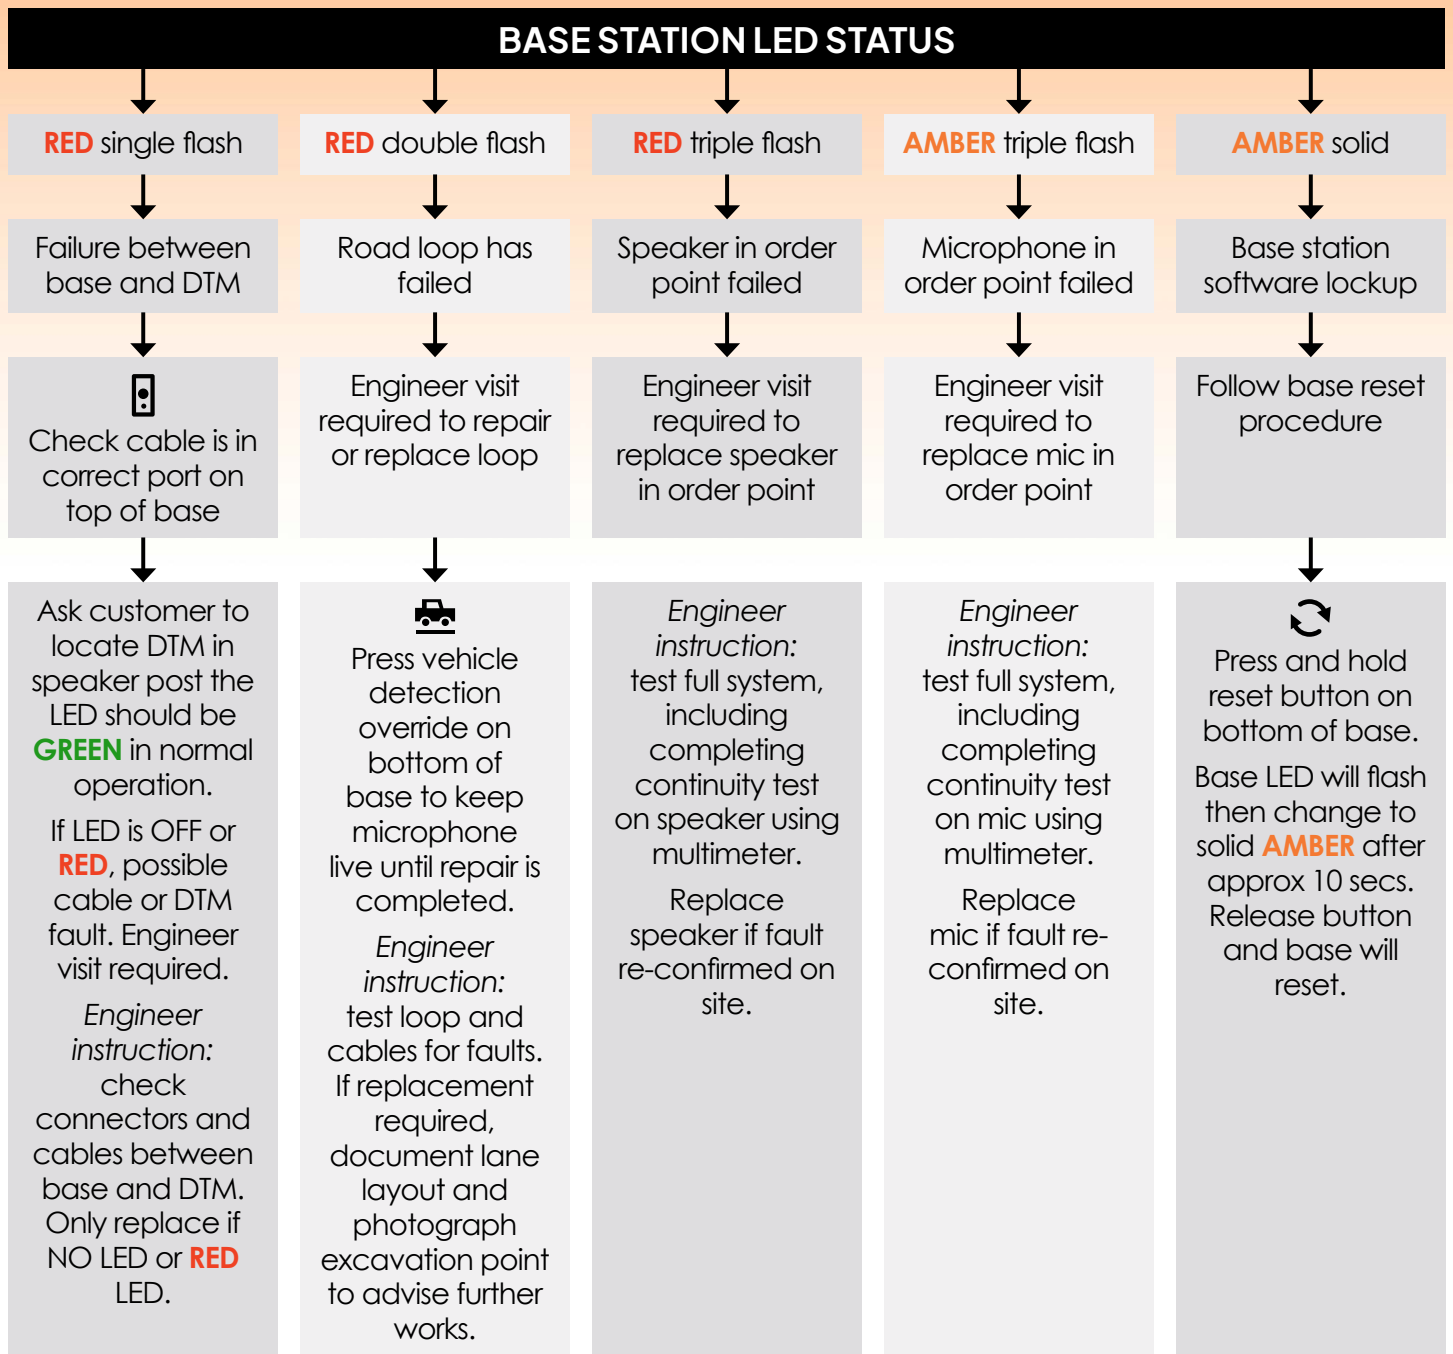 BASE STATION LED STATUS
RED single flash
Failure between
base and DTM
Check cable is in
correct port on
top of base
Ask customer to
locate DTM in
speaker post the
LED should be
GREEN in normal
operation.
If LED is OFF or
RED, possible
cable or DTM
fault. Engineer
visit required.
Engineer
instruction:
check
connectors and
cables between
base and DTM.
Only replace if
NO LED or RED
LED.
RED double flash
Road loop has
failed
Engineer visit
required to repair
or replace loop
Press vehicle
detection
override on
bottom of
base to keep
microphone
live until repair is
completed.
Engineer
instruction:
test loop and
cables for faults.
If replacement
required,
document lane
layout and
photograph
excavation point
to advise further
works.
RED triple flash
Speaker in order
point failed
Engineer visit
required to
replace speaker
in order point
Engineer
instruction:
test full system,
including
completing
continuity test
on speaker using
multimeter.
Replace
speaker if fault
re-confirmed on
site.
AMBER triple flash
Microphone in
order point failed
Engineer visit
required to
replace mic in
order point
Engineer
instruction:
test full system,
including
completing
continuity test
on mic using
multimeter.
Replace
mic if fault re-
confirmed on
site.
AMBER solid
Base station
software lockup
Follow base reset
procedure
Press and hold
reset button on
bottom of base.
Base LED will flash
then change to
solid AMBER after
approx 10 secs.
Release button
and base will
reset.